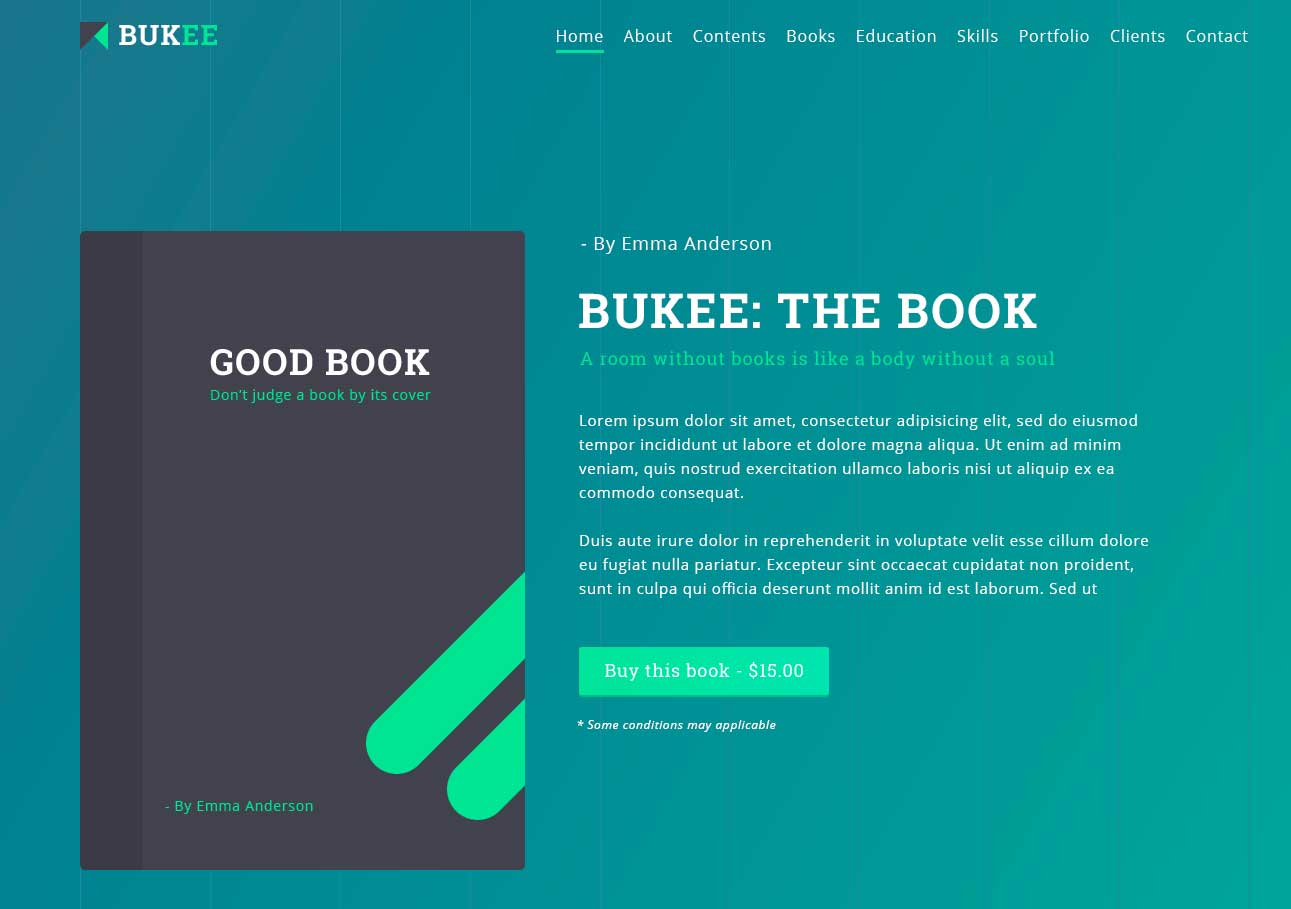 BUKEE
Home About Contents Books Education Skills Portfolio Clients Contact
GOOD BOOK
Don't judge a book by its cover
- By Emma Anderson
- By Emma Anderson
BUKEE: THE BOOK
A room without books is like a body without a soul
Lorem ipsum dolor sit amet, consectetur adipisicing elit, sed do eiusmod
tempor incididunt ut labore et dolore magna aliqua. Ut enim ad minim
veniam, quis nostrud exercitation ullamco laboris nisi ut aliquip ex ea
commodo consequat.
Duis aute irure dolor in reprehenderit in voluptate velit esse cillum dolore
eu fugiat nulla pariatur. Excepteur sint occaecat cupidatat non proident,
sunt in culpa qui officia deserunt mollit anim id est laborum. Sed ut
Buy this book - $15.00
* Some conditions may applicable